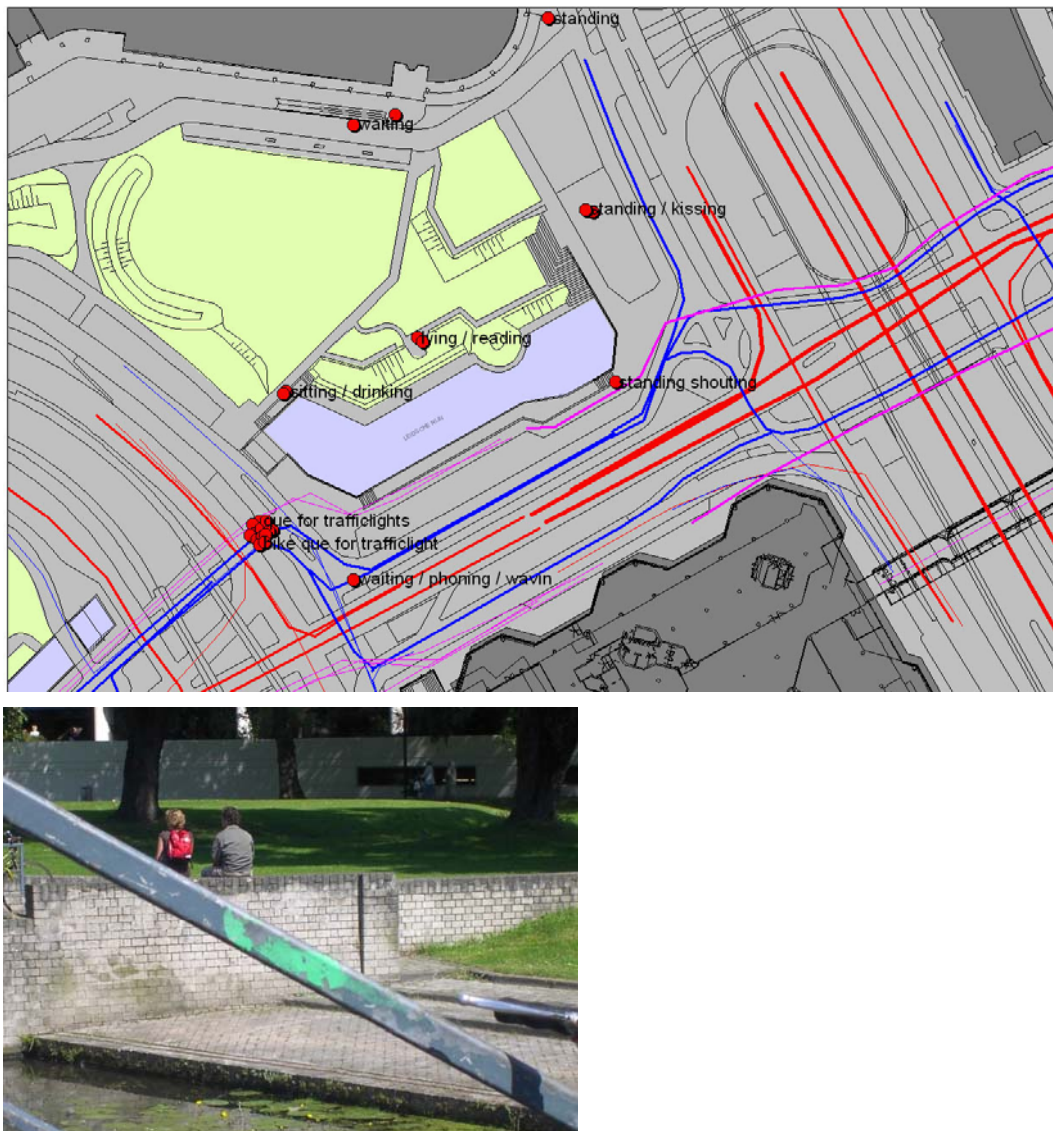 standing
waiting
standing / kissing
lying / reading
standing shouting
sitting / drinking
que for trafficlights
bike que for trafficlight
waiting / phoning / wavin